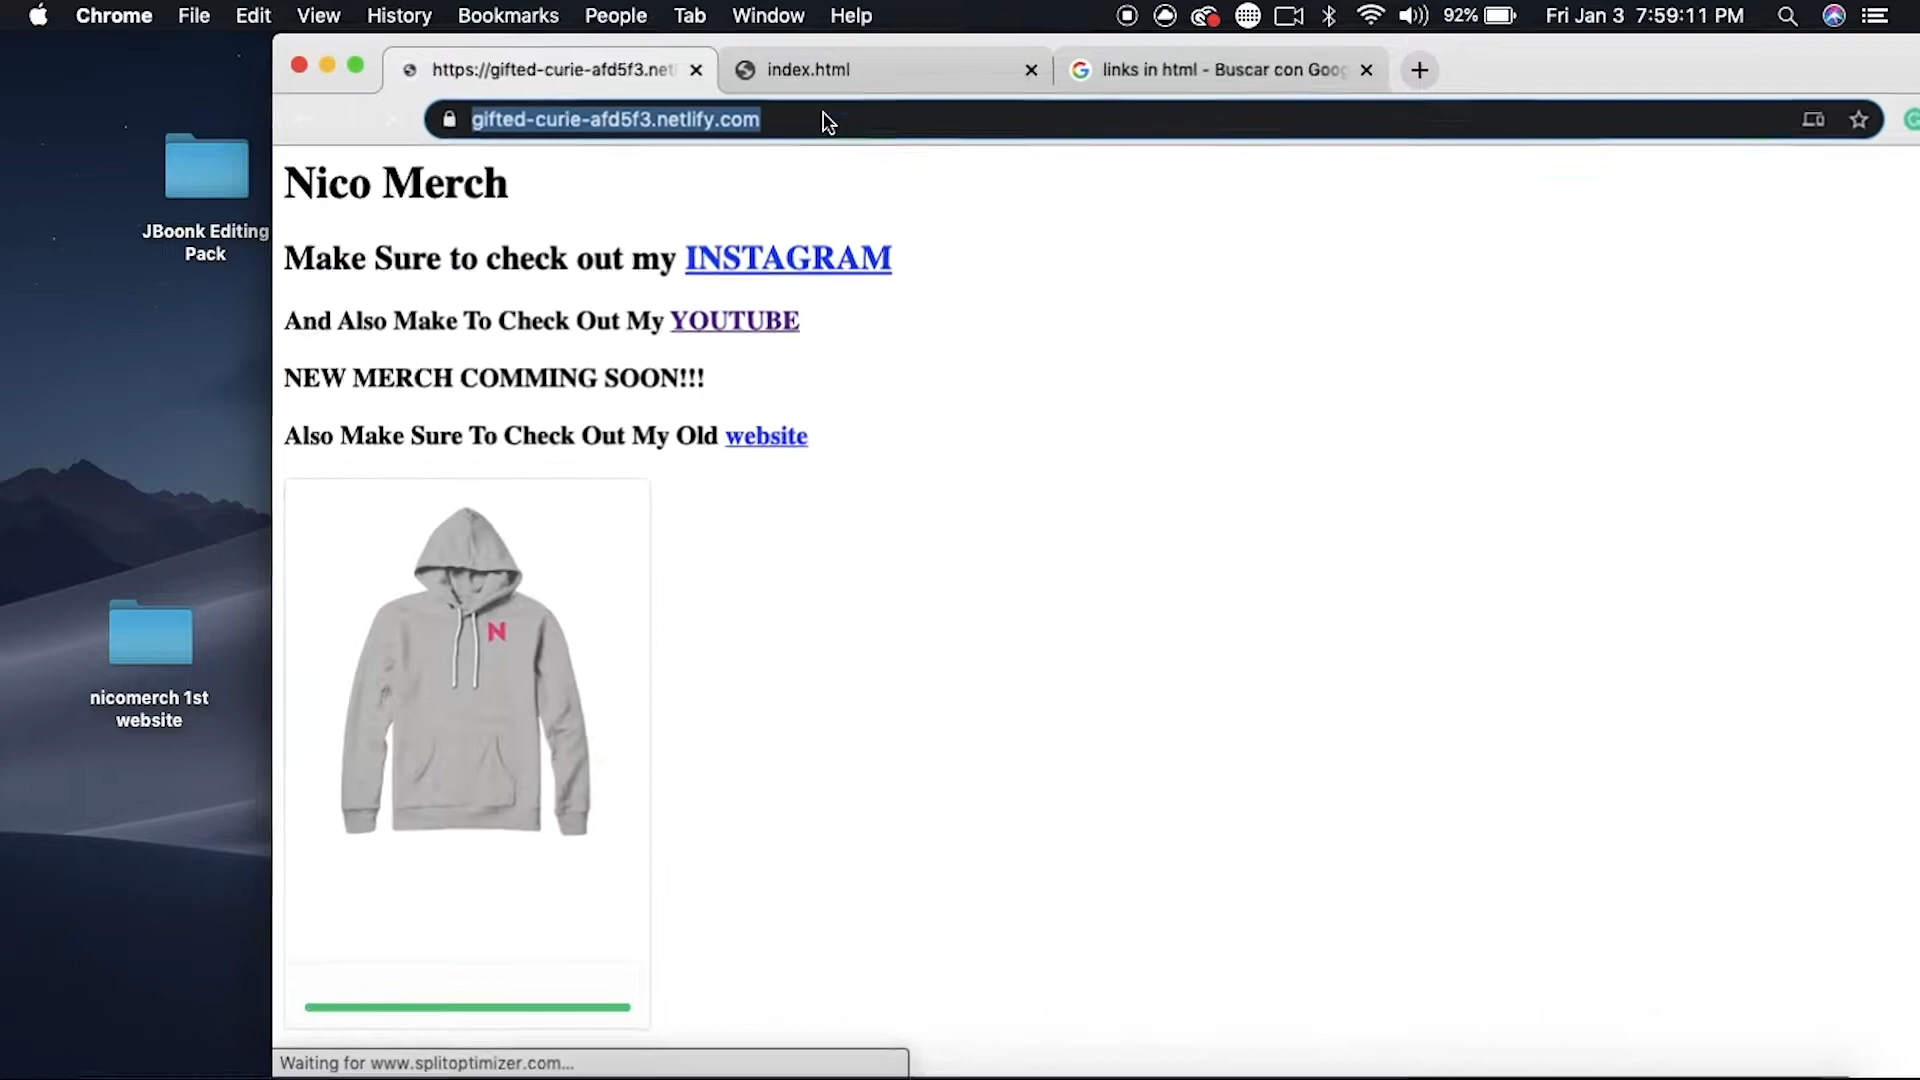 Chrome File Edit View History Bookmarks People Tab Window Help 92% Fri Jan 3 7:59:11 PM
https://gifted-curie-afd5f3.net index.html links in html - Buscar con Goog
gifted-curie-afd5f3.netlify.com
Nico Merch
Make Sure to check out my INSTAGRAM
And Also Make To Check Out My YOUTUBE
NEW MERCH COMMING SOON!!!
Also Make Sure To Check Out My Old website
N
JBoonk Editing
Pack
nicomerch 1st
website
Waiting for www.splitoptimizer.com...